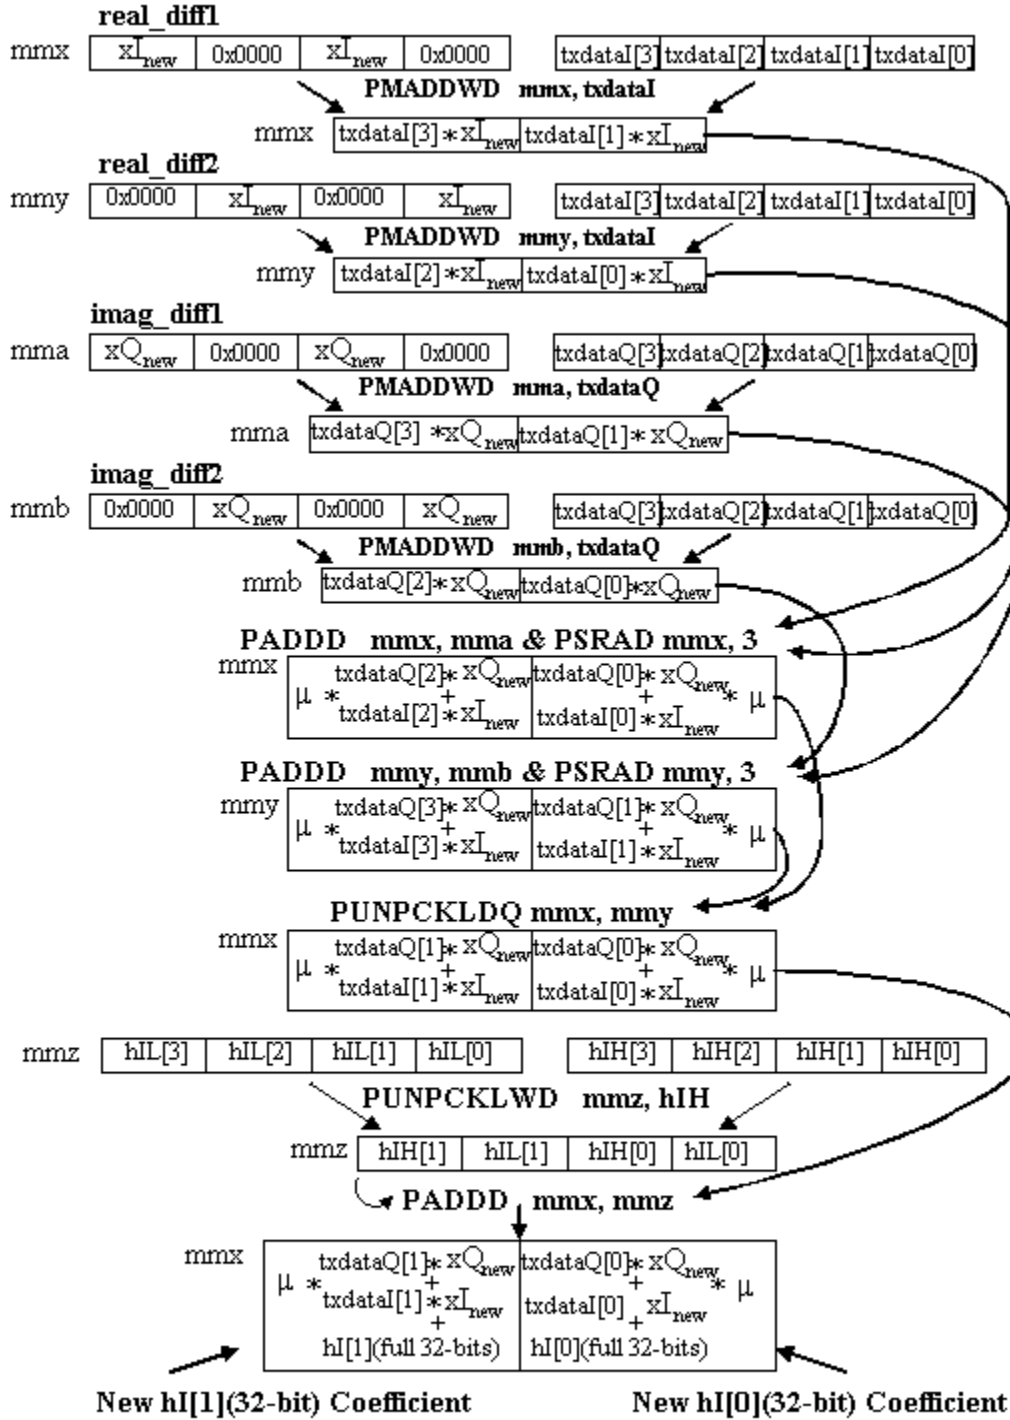 real_diff1
mmx xInew 0x0000 xInew 0x0000 txdataI[3] txdataI[2] txdataI[1] txdataI[0]
PMADDWD mmx, txdataI
mmx txdataI[3]*xInew txdataI[1]*xInew
real_diff2
mmy 0x0000 xInew 0x0000 xInew txdataI[3] txdataI[2] txdataI[1] txdataI[0]
PMADDWD mmy, txdataI
mmy txdataI[2]*xInew txdataI[0]*xInew
imag_diff1
mma xQnew 0x0000 xQnew 0x0000 txdataQ[3] txdataQ[2] txdataQ[1] txdataQ[0]
PMADDWD mma, txdataQ
mma txdataQ[3] *xQnew txdataQ[1]* xQnew
imag_diff2
mmb 0x0000 xQnew 0x0000 xQnew txdataQ[3] txdataQ[2] txdataQ[1] txdataQ[0]
PMADDWD mmb, txdataQ
mmb txdataQ[2]*xQnew txdataQ[0]*xQnew
PADDD mmx, mma & PSRAD mmx, 3
mmx txdataQ[2]* xQnew txdataQ[0]* xQnew
μ * + + * μ
txdataI[2]*xInew txdataI[0]*xInew
PADDD mmy, mmb & PSRAD mmy, 3
mmy txdataQ[3]* xQnew txdataQ[1]* xQnew
μ * + + * μ
txdataI[3]*xInew txdataI[1]*xInew
PUNPCKLDQ mmx, mmy
mmx txdataQ[1]* xQnew txdataQ[0]* xQnew
μ * + + * μ
txdataI[1]*xInew txdataI[0]*xInew
mmz hIL[3] hIL[2] hIL[1] hIL[0] hIH[3] hIH[2] hIH[1] hIH[0]
PUNPCKLWD mmz, hIH
mmz hIH[1] hIL[1] hIH[0] hIL[0]
PADDD mmx, mmz
mmx txdataQ[1]* xQnew txdataQ[0]* xQnew
μ * + + * μ
txdataI[1]*xInew txdataI[0] xInew
+ +
hI[1](full 32-bits) hI[0](full 32-bits)
New hI[1](32-bit) Coefficient New hI[0](32-bit) Coefficient